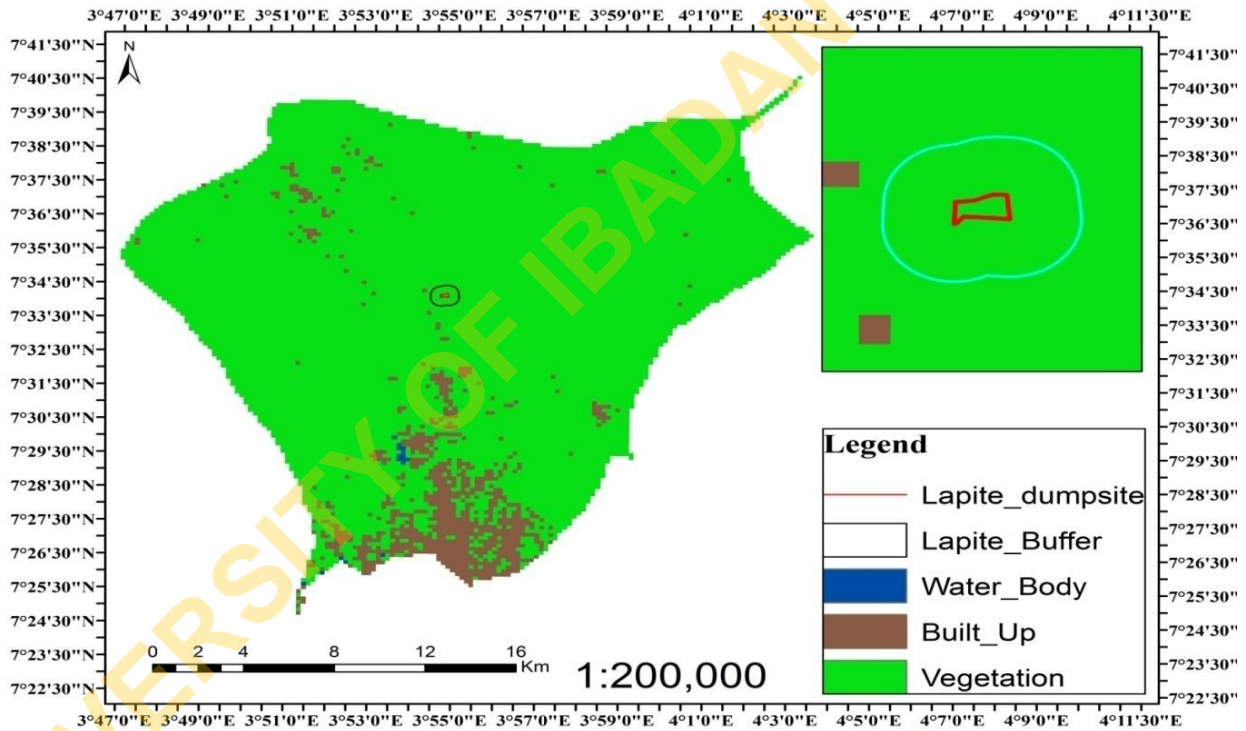 3°47'0"E 3°49'0"E 3°51'0"E 3°53'0"E 3°55'0"E 3°57'0"E 3°59'0"E 4°1'0"E 4°3'0"E 4°5'0"E 4°7'0"E 4°9'0"E 4°11'30"E
N
7°41'30"N 7°41'30"N
7°40'30"N 7°40'30"N
7°39'30"N 7°39'30"N
7°38'30"N 7°38'30"N
7°37'30"N 7°37'30"N
7°36'30"N 7°36'30"N
7°35'30"N 7°35'30"N
7°34'30"N 7°34'30"N
7°33'30"N 7°33'30"N
7°32'30"N 7°32'30"N
7°31'30"N 7°31'30"N
7°30'30"N 7°30'30"N
7°29'30"N 7°29'30"N
7°28'30"N 7°28'30"N
7°27'30"N 7°27'30"N
7°26'30"N 7°26'30"N
7°25'30"N 7°25'30"N
7°24'30"N 7°24'30"N
7°23'30"N 7°23'30"N
7°22'30"N 7°22'30"N
Legend
Lapite_dumpsite
Lapite_Buffer
Water_Body
Built_Up
Vegetation
0 2 4 8 12 16
Km
1:200,000
3°47'0"E 3°49'0"E 3°51'0"E 3°53'0"E 3°55'0"E 3°57'0"E 3°59'0"E 4°1'0"E 4°3'0"E 4°5'0"E 4°7'0"E 4°9'0"E 4°11'30"E
VERSITY OF IBADAN